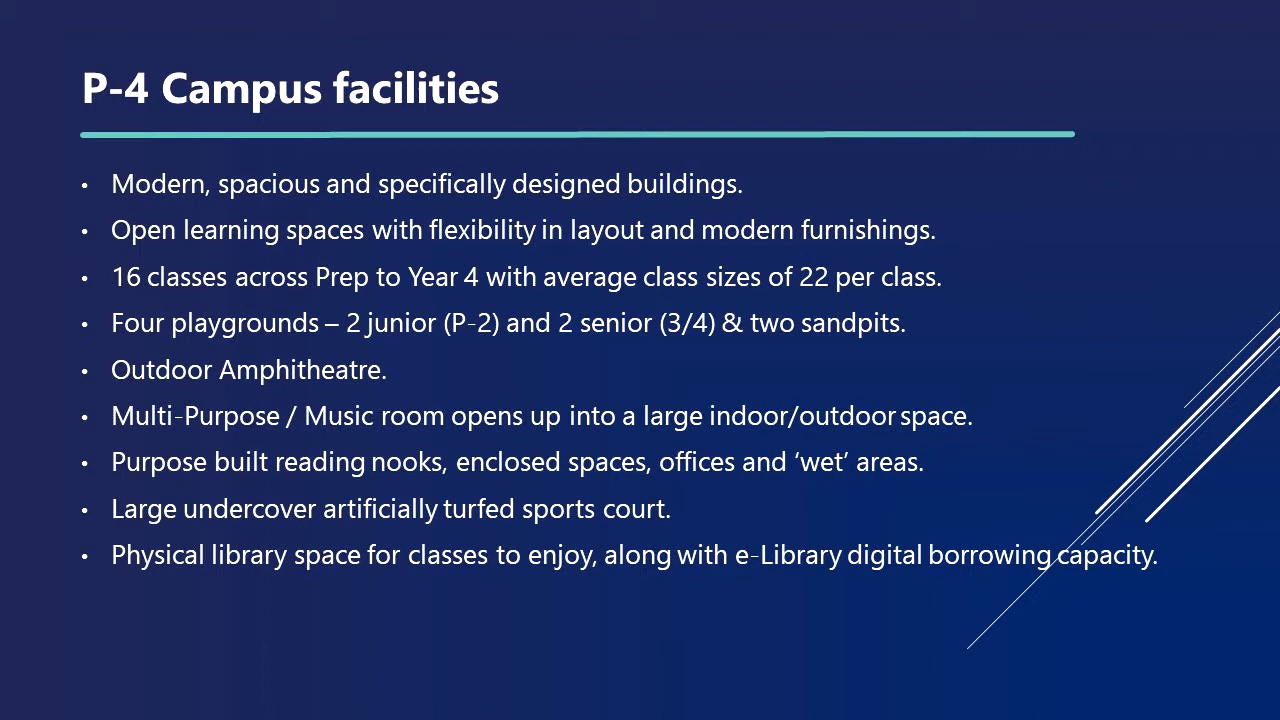 P-4 Campus facilities
• Modern, spacious and specifically designed buildings.
• Open learning spaces with flexibility in layout and modern furnishings.
• 16 classes across Prep to Year 4 with average class sizes of 22 per class.
• Four playgrounds – 2 junior (P-2) and 2 senior (3/4) & two sandpits.
• Outdoor Amphitheatre.
• Multi-Purpose / Music room opens up into a large indoor/outdoor space.
• Purpose built reading nooks, enclosed spaces, offices and ‘wet’ areas.
• Large undercover artificially turfed sports court.
• Physical library space for classes to enjoy, along with e-Library digital borrowing capacity.